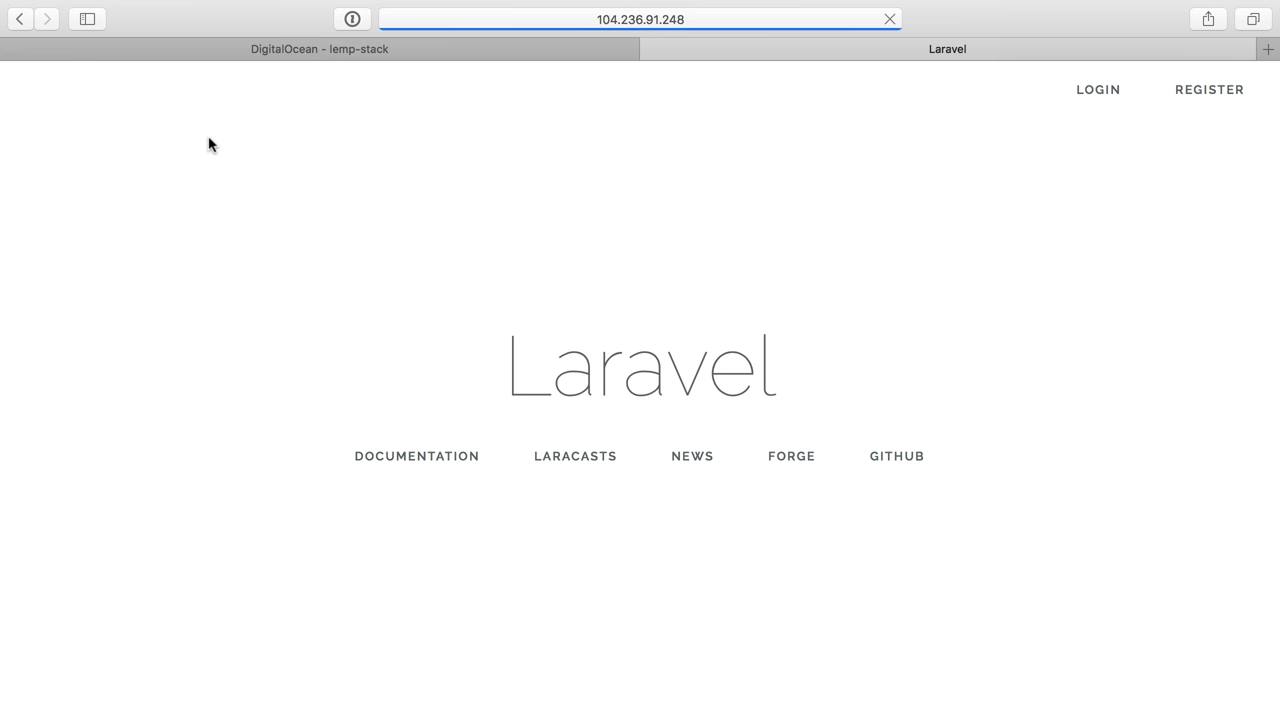 104.236.91.248
DigitalOcean - lemp-stack
Laravel
LOGIN REGISTER
Laravel
DOCUMENTATION LARACASTS NEWS FORGE GITHUB